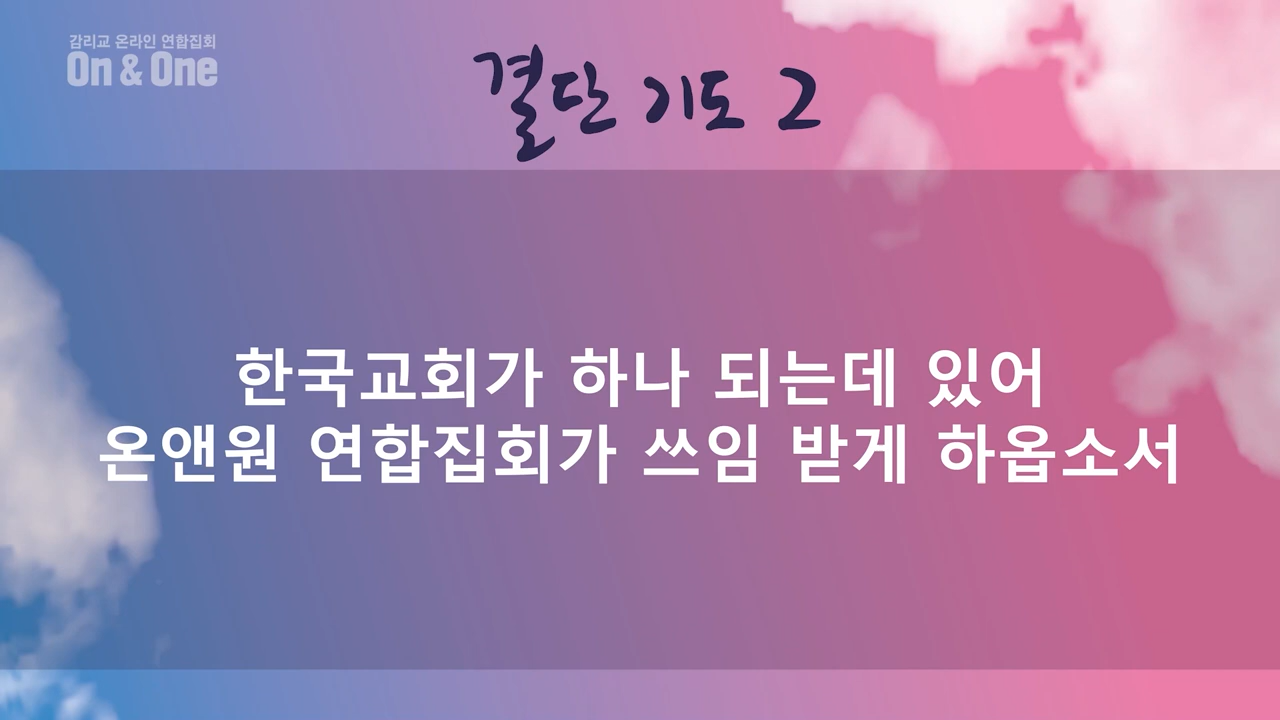 감리교 온라인 연합집회
On & One
결단 기도 2
한국교회가 하나 되는데 있어
온앤원 연합집회가 쓰임 받게 하옵소서